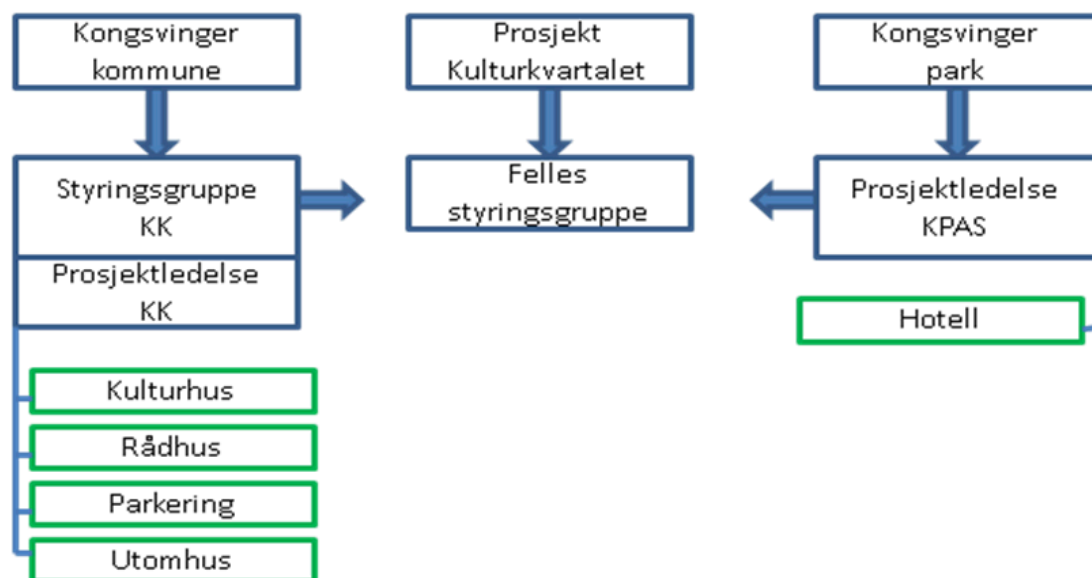 Kongsvinger
kommune
Prosjekt
Kulturkvartalet
Kongsvinger
park
Styringsgruppe
KK
Felles
styringsgruppe
Prosjektledelse
KPAS
Prosjektledelse
KK
Hotell
Kulturhus
Rådhus
Parkering
Utomhus